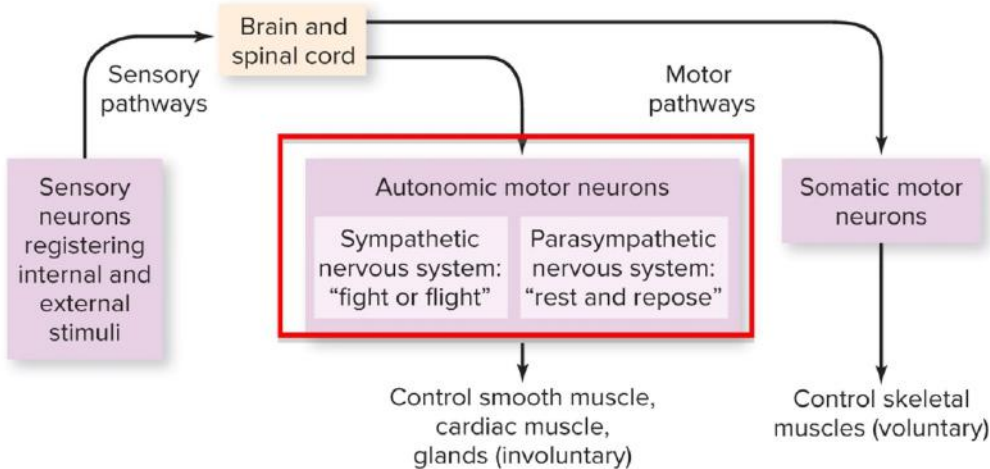 Brain and
spinal cord
Sensory
pathways
Motor
pathways
Sensory
neurons
registering
internal and
external
stimuli
Autonomic motor neurons
Sympathetic
nervous system:
“fight or flight”
Parasympathetic
nervous system:
“rest and repose”
Somatic motor
neurons
Control smooth muscle,
cardiac muscle,
glands (involuntary)
Control skeletal
muscles (voluntary)